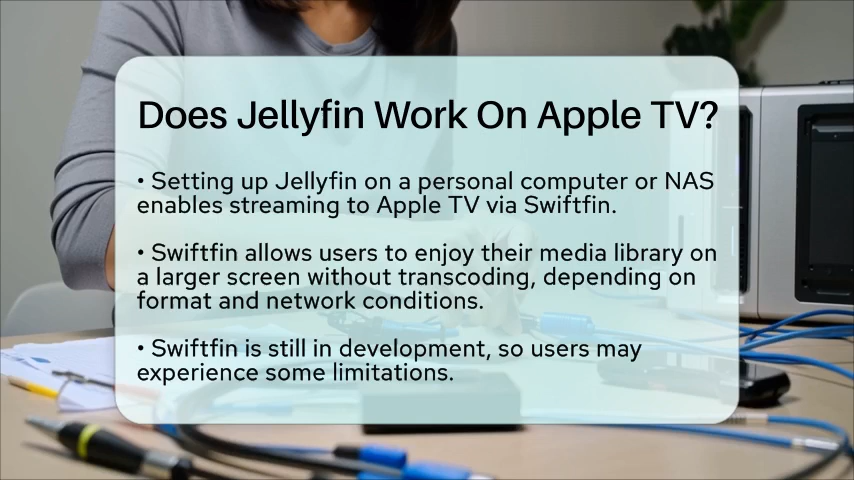 Does Jellyfin Work On Apple TV?
• Setting up Jellyfin on a personal computer or NAS
enables streaming to Apple TV via Swiftfin.
• Swiftfin allows users to enjoy their media library on
a larger screen without transcoding, depending on
format and network conditions.
• Swiftfin is still in development, so users may
experience some limitations.